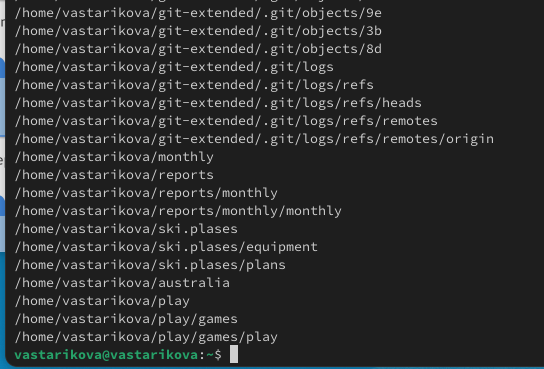 /home/vastarikova/git-extended/.git/objects/9e
/home/vastarikova/git-extended/.git/objects/3b
/home/vastarikova/git-extended/.git/objects/8d
/home/vastarikova/git-extended/.git/logs
/home/vastarikova/git-extended/.git/logs/refs
/home/vastarikova/git-extended/.git/logs/refs/heads
/home/vastarikova/git-extended/.git/logs/refs/remotes
/home/vastarikova/git-extended/.git/logs/refs/remotes/origin
/home/vastarikova/monthly
/home/vastarikova/reports
/home/vastarikova/reports/monthly
/home/vastarikova/reports/monthly/monthly
/home/vastarikova/ski.plases
/home/vastarikova/ski.plases/equipment
/home/vastarikova/ski.plases/plans
/home/vastarikova/australia
/home/vastarikova/play
/home/vastarikova/play/games
/home/vastarikova/play/games/play
vastarikova@vastarikova:~$